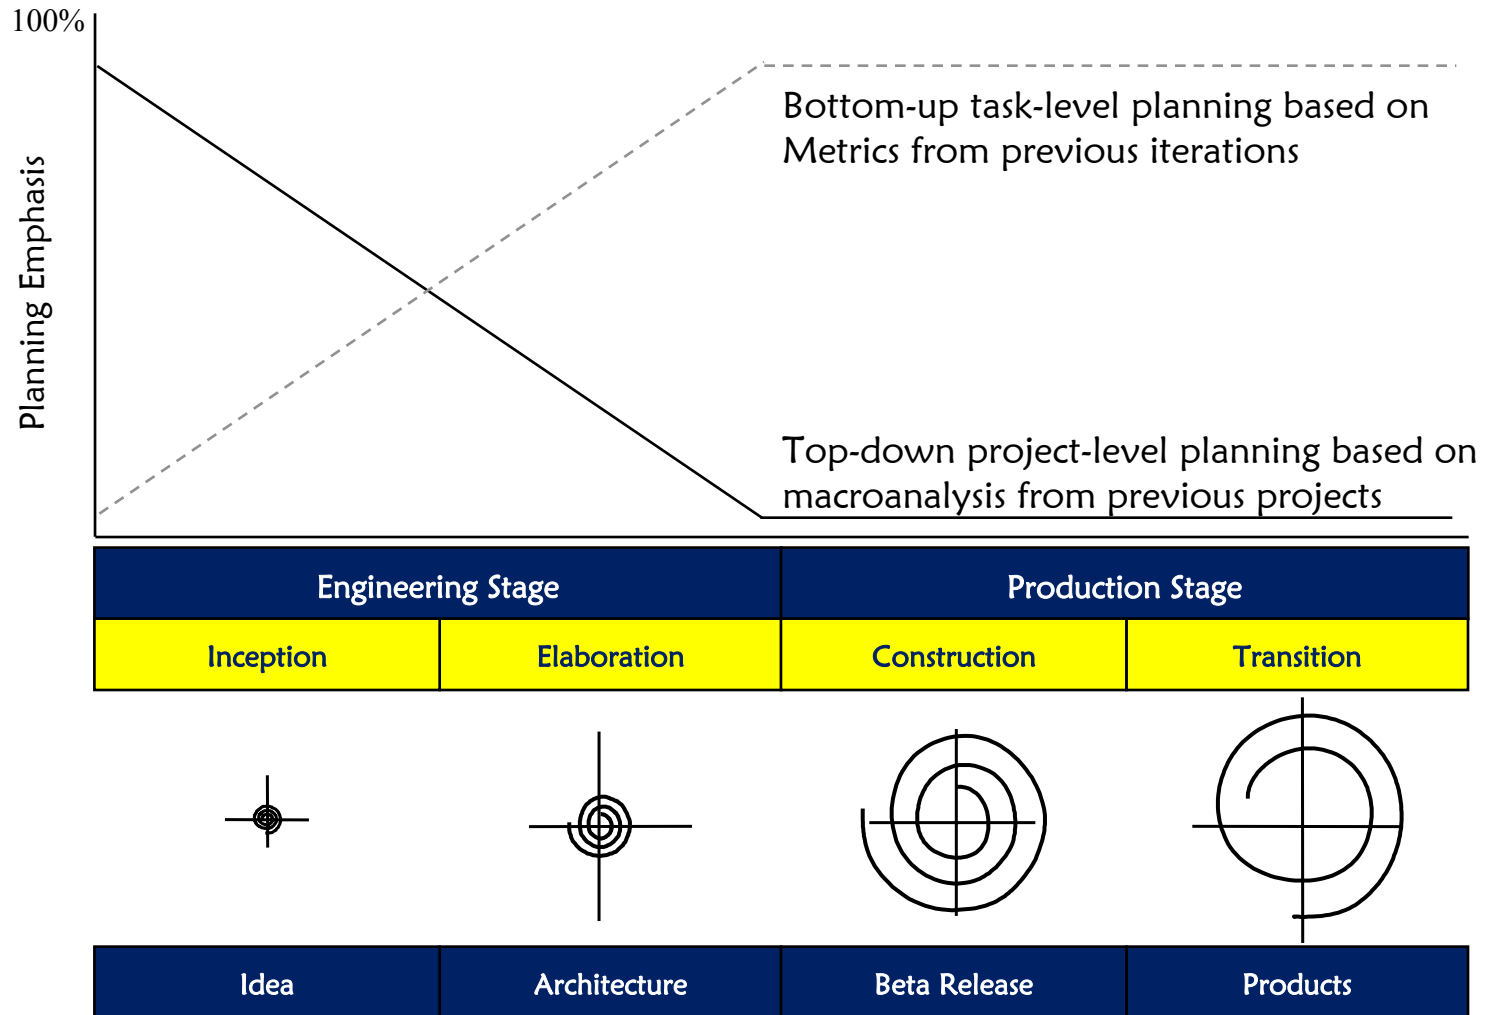 100%
Planning Emphasis
Bottom-up task-level planning based on
Metrics from previous iterations
Top-down project-level planning based on
macroanalysis from previous projects
Engineering Stage
Production Stage
Inception
Elaboration
Construction
Transition
Idea
Architecture
Beta Release
Products